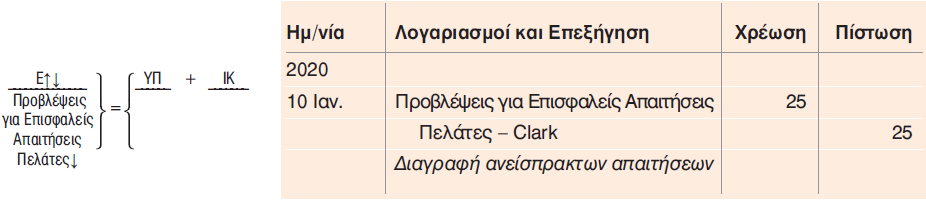 Ε↑↓ ΥΠ + ΙΚ
Προβλέψεις
για Επισφαλείς
Απαιτήσεις
Πελάτες↓
=
Ημ/νία Λογαριασμοί και Επεξήγηση Χρέωση Πίστωση
2020
10 Ιαν. Προβλέψεις για Επισφαλείς Απαιτήσεις 25
Πελάτες – Clark 25
Διαγραφή ανείσπρακτων απαιτήσεων